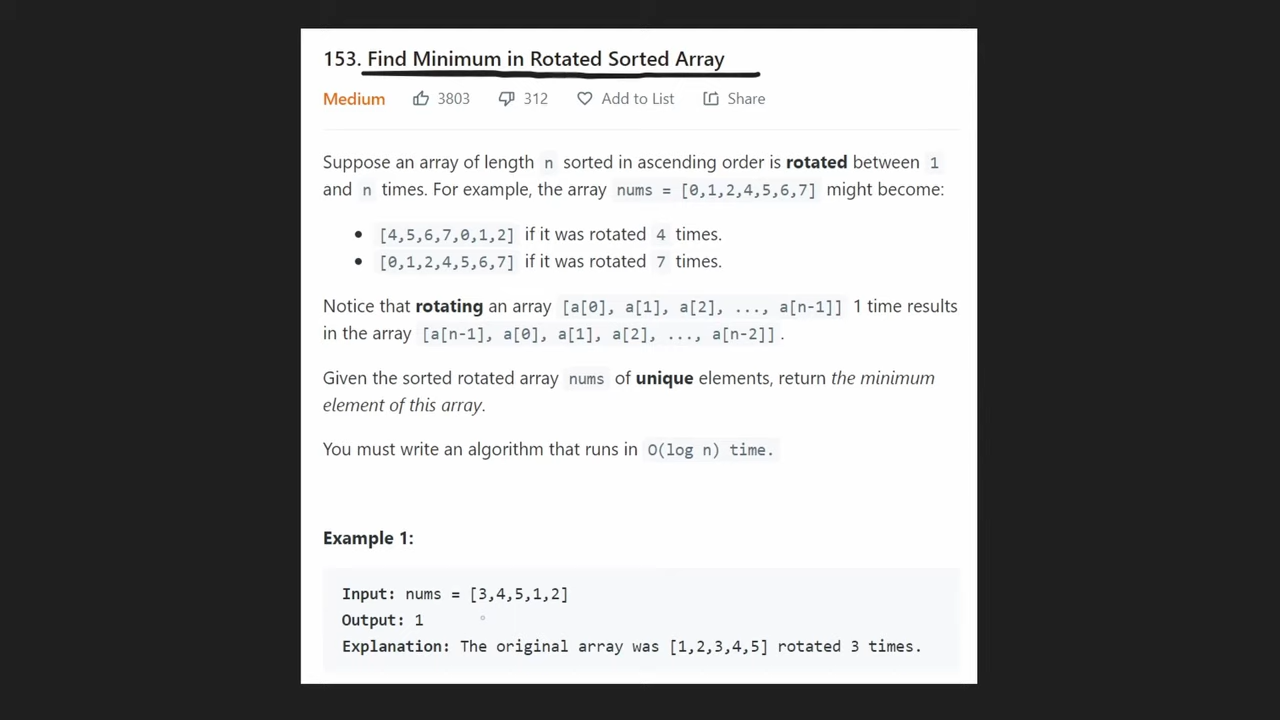 153. Find Minimum in Rotated Sorted Array
Medium 3803 312 Add to List Share
Suppose an array of length n sorted in ascending order is rotated between 1
and n times. For example, the array nums = [0,1,2,4,5,6,7] might become:
• [4,5,6,7,0,1,2] if it was rotated 4 times.
• [0,1,2,4,5,6,7] if it was rotated 7 times.
Notice that rotating an array [a[0], a[1], a[2], ..., a[n-1]] 1 time results
in the array [a[n-1], a[0], a[1], a[2], ..., a[n-2]].
Given the sorted rotated array nums of unique elements, return the minimum
element of this array.
You must write an algorithm that runs in O(log n) time.
Example 1:
Input: nums = [3,4,5,1,2]
Output: 1
Explanation: The original array was [1,2,3,4,5] rotated 3 times.